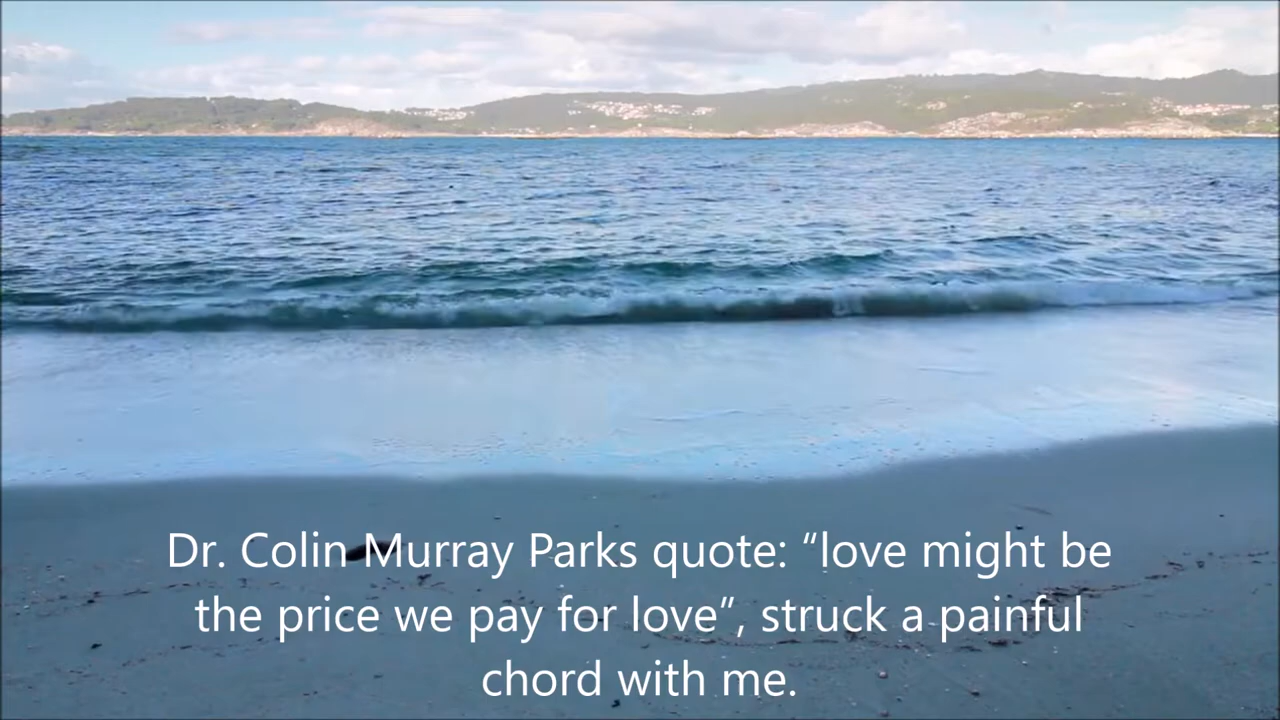 Dr. Colin Murray Parks quote: “love might be
the price we pay for love”, struck a painful
chord with me.